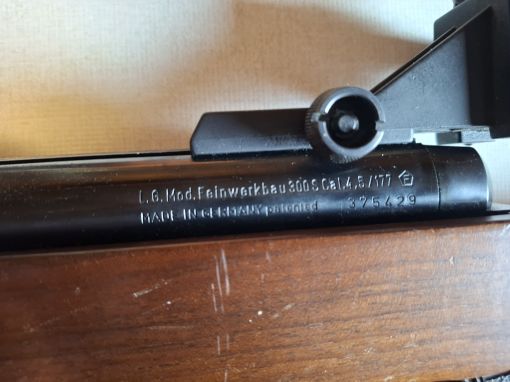 L.G. Mod. Feinwerkbau 300 S Cal. 4,5/177 F
MADE IN GERMANY patented 375429